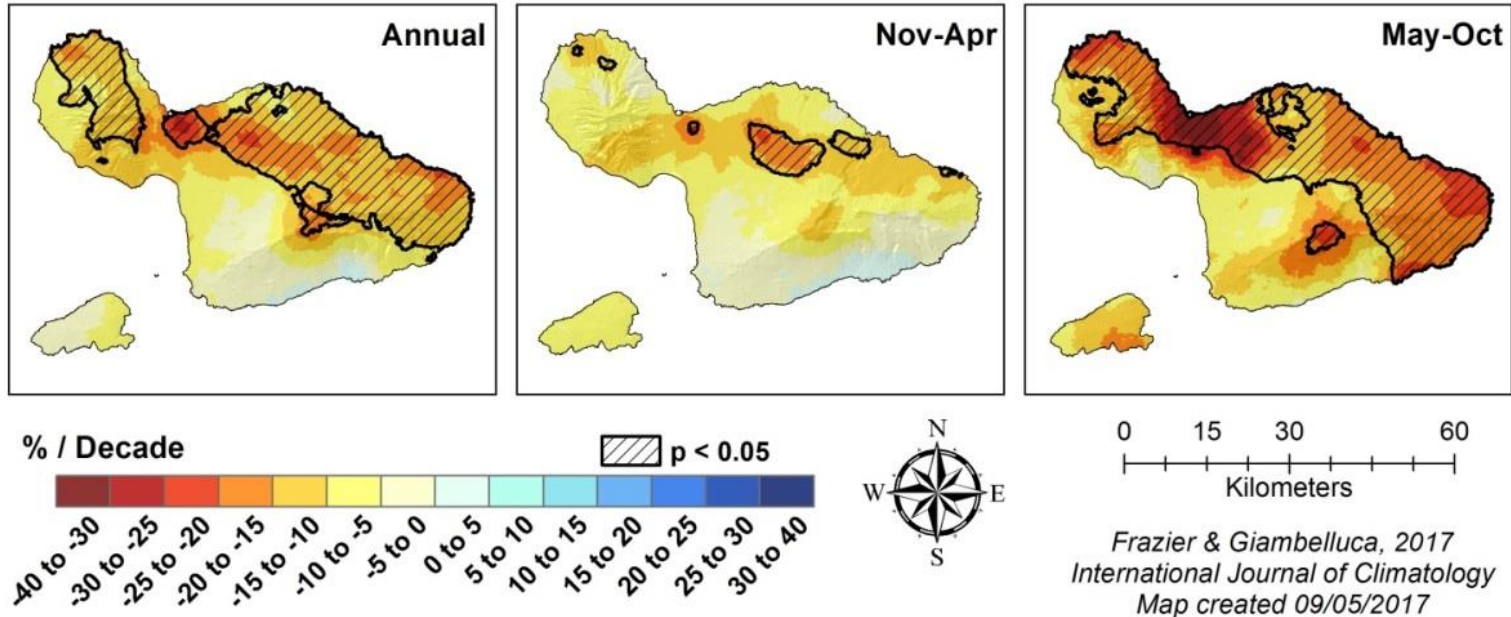 Annual
Nov-Apr
May-Oct
% / Decade
p < 0.05
-40 to -30
-30 to -25
-25 to -20
-20 to -15
-15 to -10
-10 to -5
-5 to 0
0 to 5
5 to 10
10 to 15
15 to 20
20 to 25
25 to 30
30 to 40
N
W E
S
0 15 30 60
Kilometers
Frazier & Giambelluca, 2017
International Journal of Climatology
Map created 09/05/2017